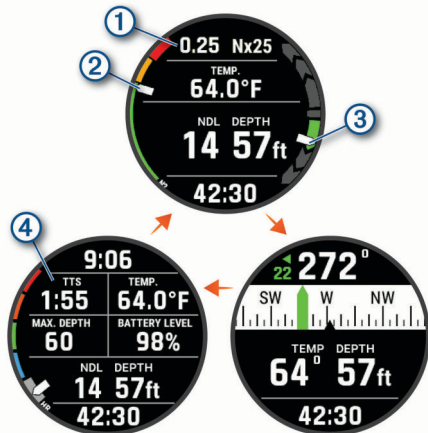 1
0.25 Nx25
2
TEMP.
64.0°F
3
NDL DEPTH
14 57ft
N2
42:30
4
9:06
TTS TEMP.
1:55 64.0°F
MAX. DEPTH BATTERY LEVEL
60 98%
NDL DEPTH
14 57ft
HR
42:30
22 272°
SW W NW
TEMP DEPTH
64° 57ft
42:30